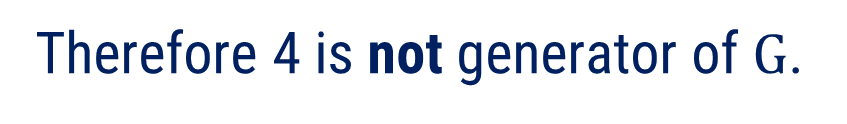 Therefore 4 is not generator of G.